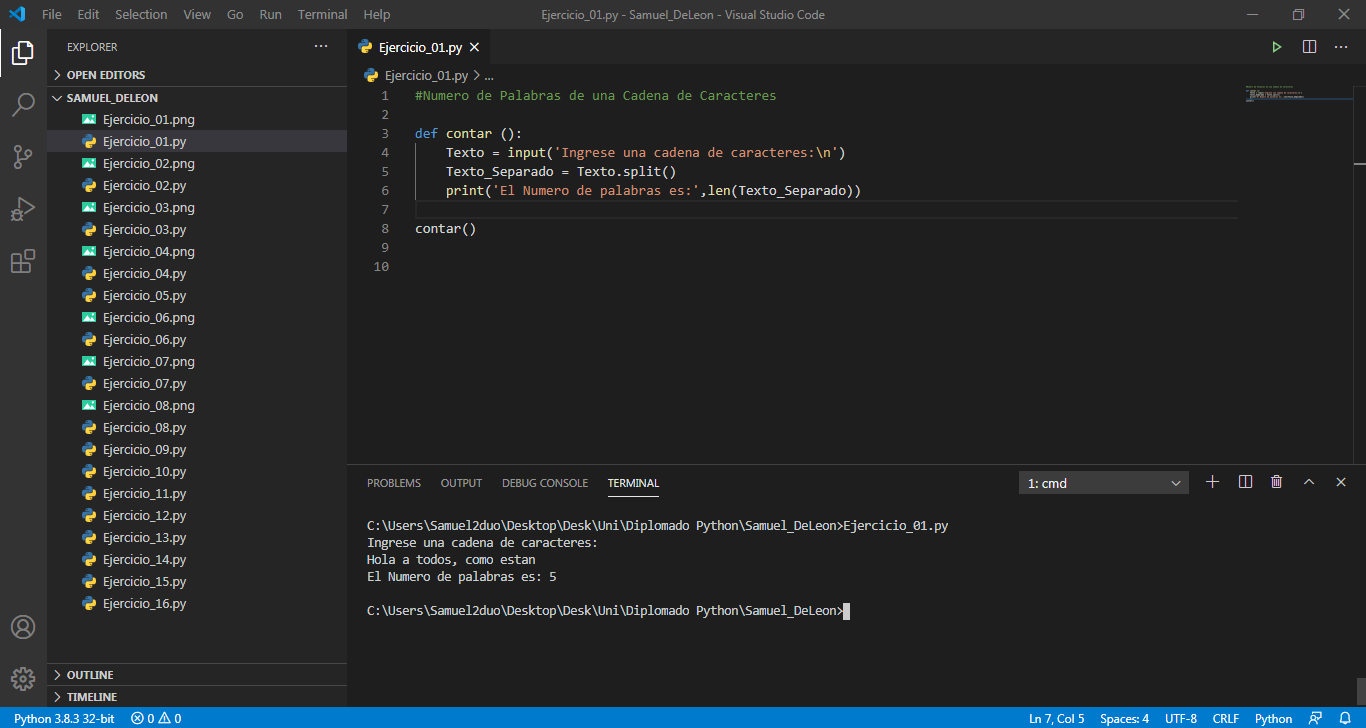 File Edit Selection View Go Run Terminal Help Ejercicio_01.py - Samuel_DeLeon - Visual Studio Code
EXPLORER ...
OPEN EDITORS
SAMUEL_DELEON
Ejercicio_01.png
Ejercicio_01.py
Ejercicio_02.png
Ejercicio_02.py
Ejercicio_03.png
Ejercicio_03.py
Ejercicio_04.png
Ejercicio_04.py
Ejercicio_05.py
Ejercicio_06.png
Ejercicio_06.py
Ejercicio_07.png
Ejercicio_07.py
Ejercicio_08.png
Ejercicio_08.py
Ejercicio_09.py
Ejercicio_10.py
Ejercicio_11.py
Ejercicio_12.py
Ejercicio_13.py
Ejercicio_14.py
Ejercicio_15.py
Ejercicio_16.py
OUTLINE
TIMELINE
Ejercicio_01.py
Ejercicio_01.py > ...
1 #Numero de Palabras de una Cadena de Caracteres
2
3 def contar ():
4 Texto = input('Ingrese una cadena de caracteres:\n')
5 Texto_Separado = Texto.split()
6 print('El Numero de palabras es:',len(Texto_Separado))
7
8 contar()
9
10
PROBLEMS OUTPUT DEBUG CONSOLE TERMINAL 1: cmd
C:\Users\Samuel2duo\Desktop\Desk\Uni\Diplomado Python\Samuel_DeLeon>Ejercicio_01.py
Ingrese una cadena de caracteres:
Hola a todos, como estan
El Numero de palabras es: 5
C:\Users\Samuel2duo\Desktop\Desk\Uni\Diplomado Python\Samuel_DeLeon>
Python 3.8.3 32-bit 0 0 Ln 7, Col 5 Spaces: 4 UTF-8 CRLF Python